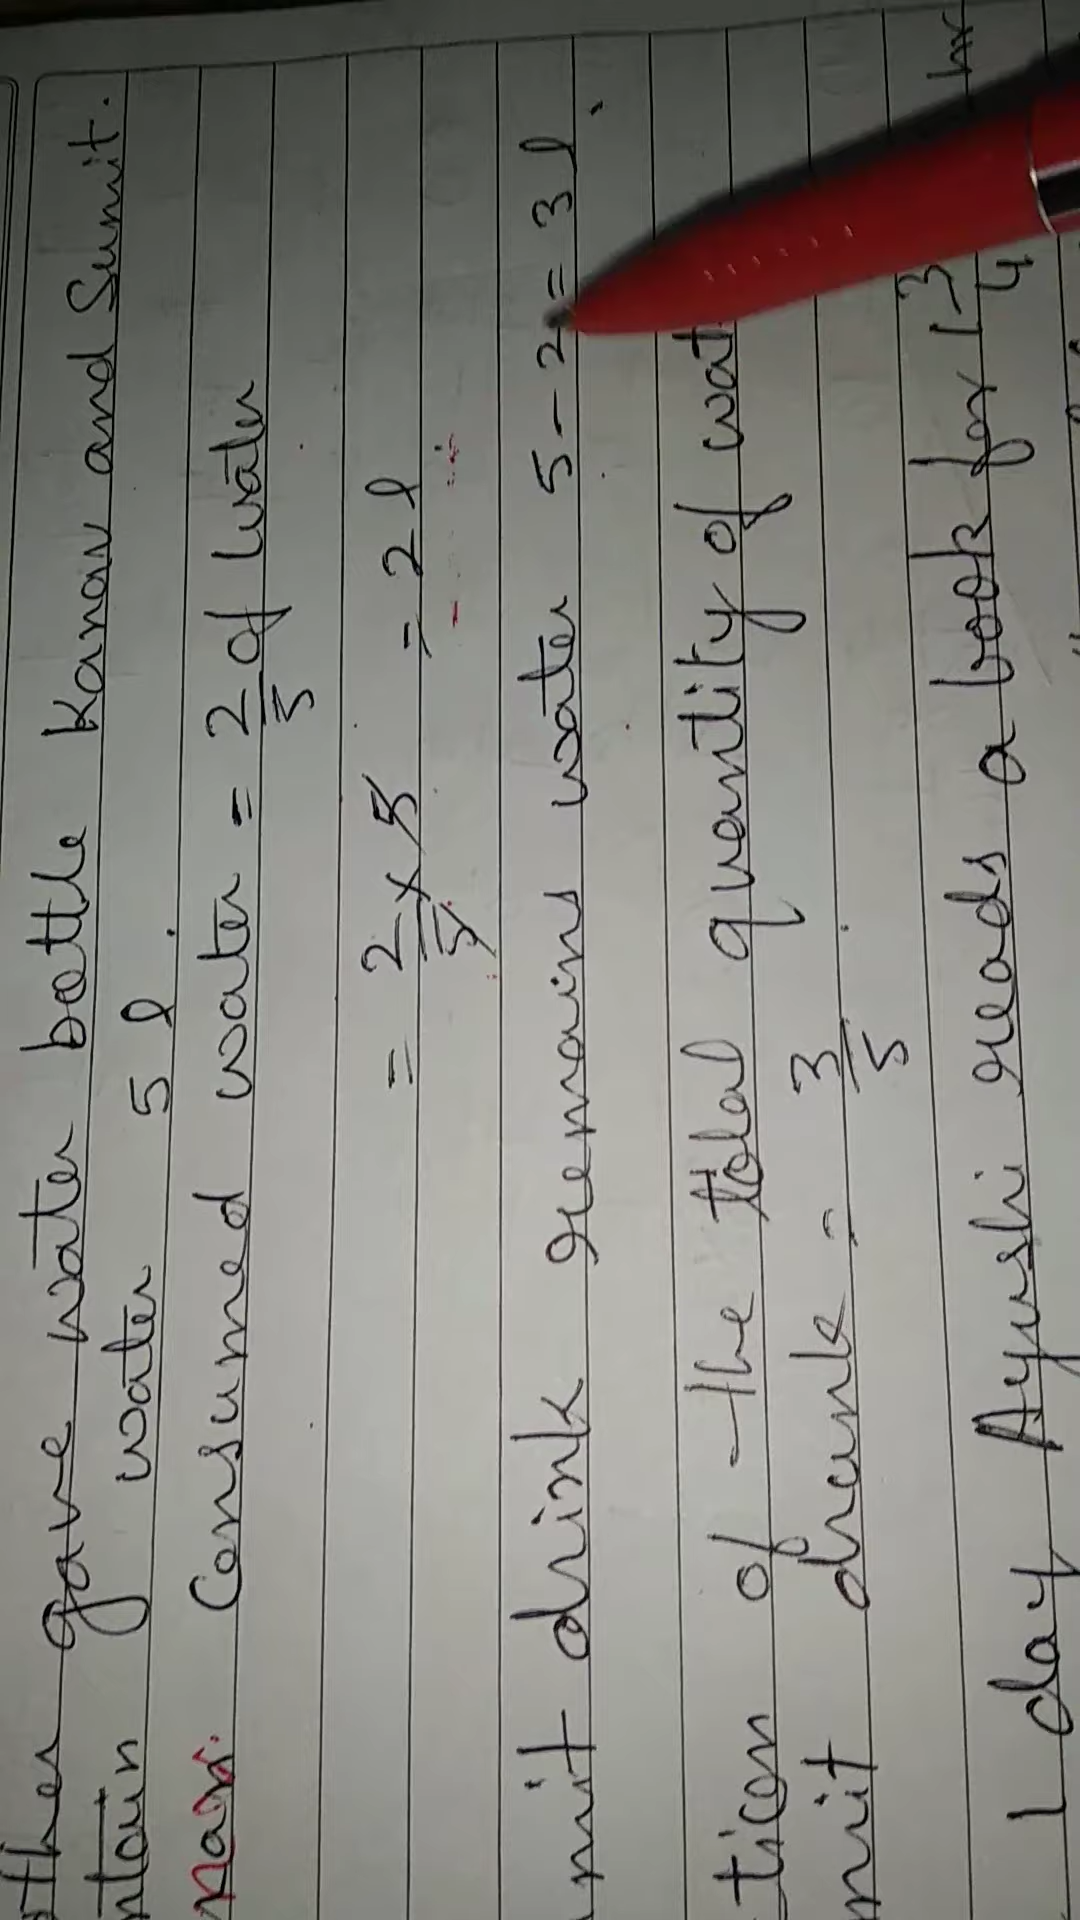 gave water bottle Kanav and Sumit.
water 5 l
Consumed water = 2/5 of water
= 2/5 × 5 = 2 l
drink remains water 5 - 2 = 3 l
of the total quantity of
drank - 3/5
1 day Ayushi reads a book for 1 3/4 hr